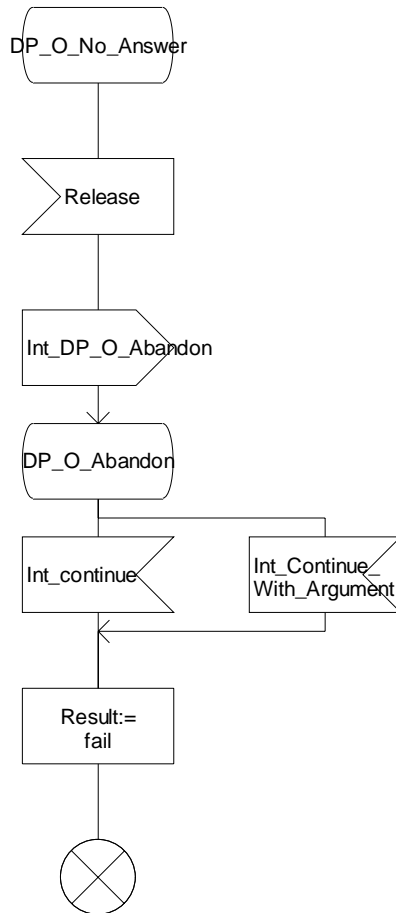 DP_O_No_Answer
Release
Int_DP_O_Abandon
DP_O_Abandon
Int_continue
Int_Continue_
With_Argument
Result:=
fail